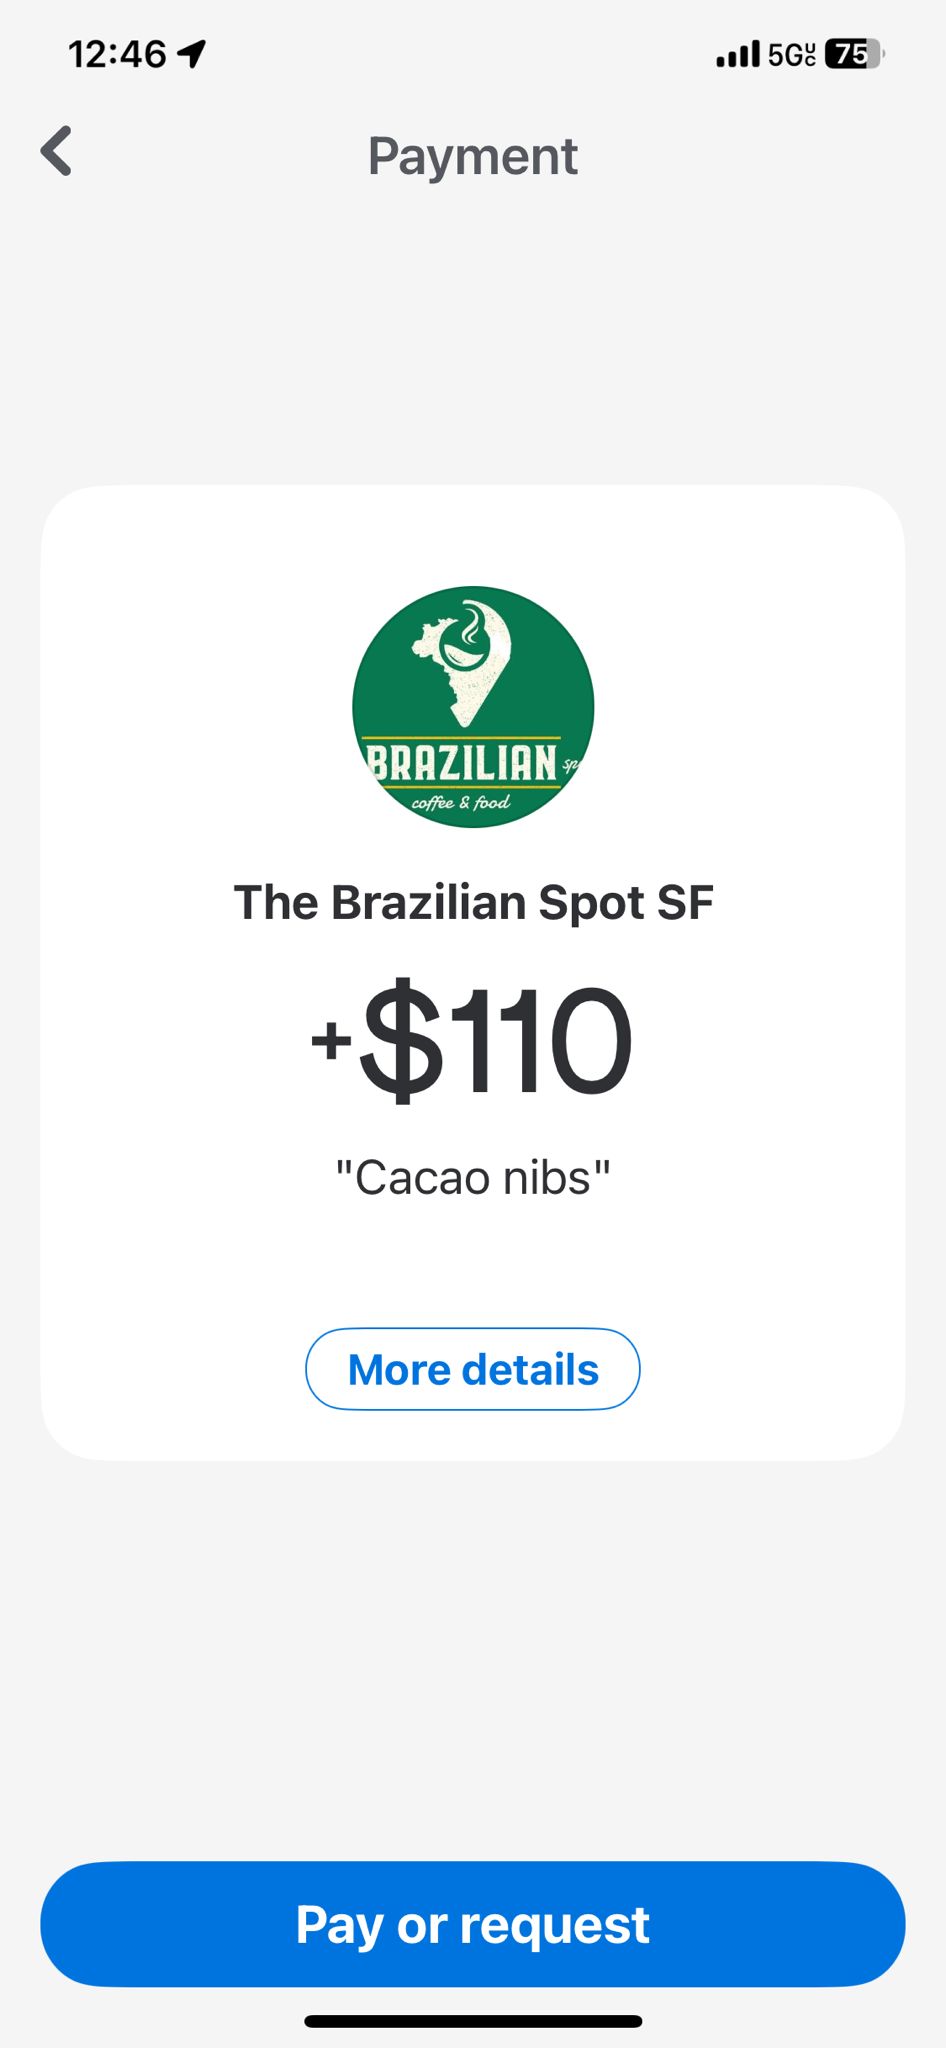 12:46
5G UC 75
Payment
BRAZILIAN
coffee & food
The Brazilian Spot SF
+$110
"Cacao nibs"
More details
Pay or request